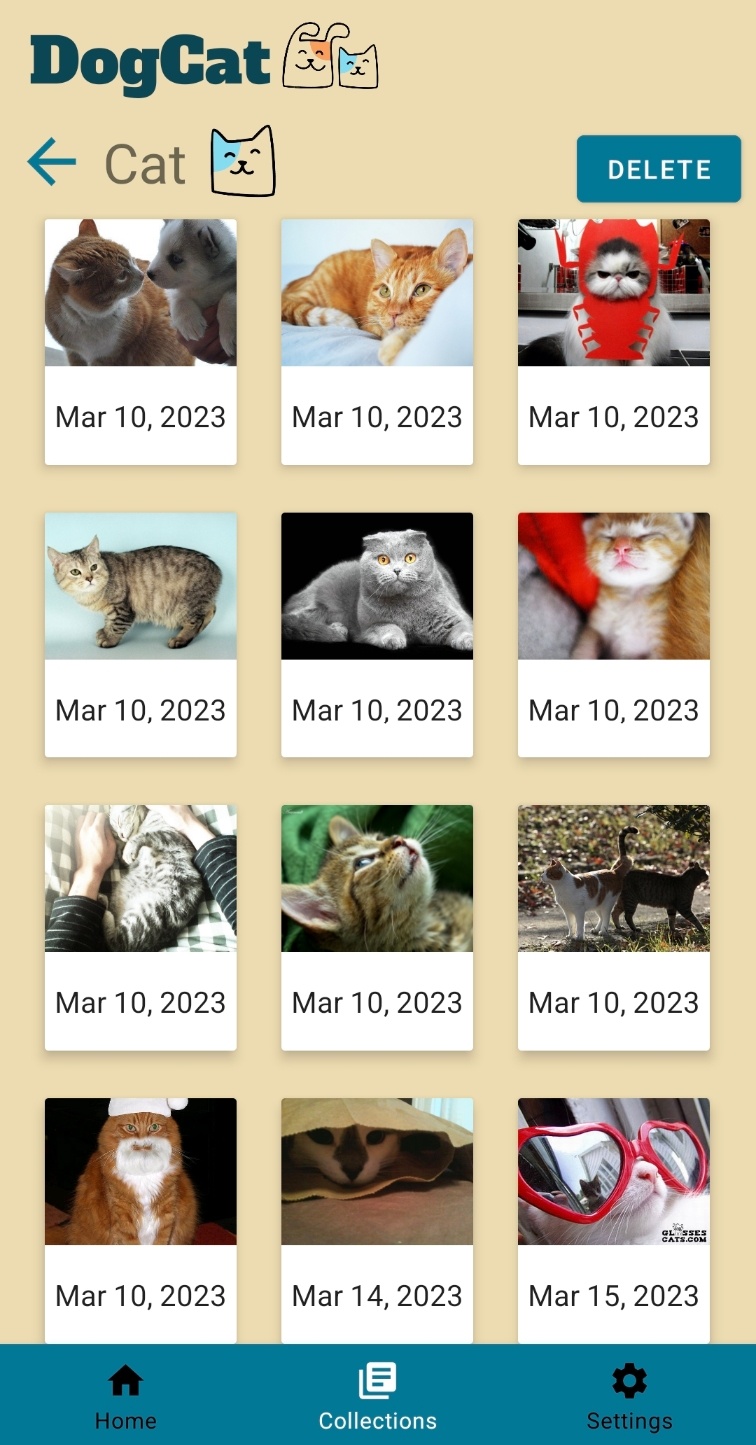 DogCat
Cat
DELETE
Mar 10, 2023
Mar 10, 2023
Mar 10, 2023
Mar 10, 2023
Mar 10, 2023
Mar 10, 2023
Mar 10, 2023
Mar 10, 2023
Mar 10, 2023
GLASSES
CATS.COM
Mar 10, 2023
Mar 14, 2023
Mar 15, 2023
Home
Collections
Settings